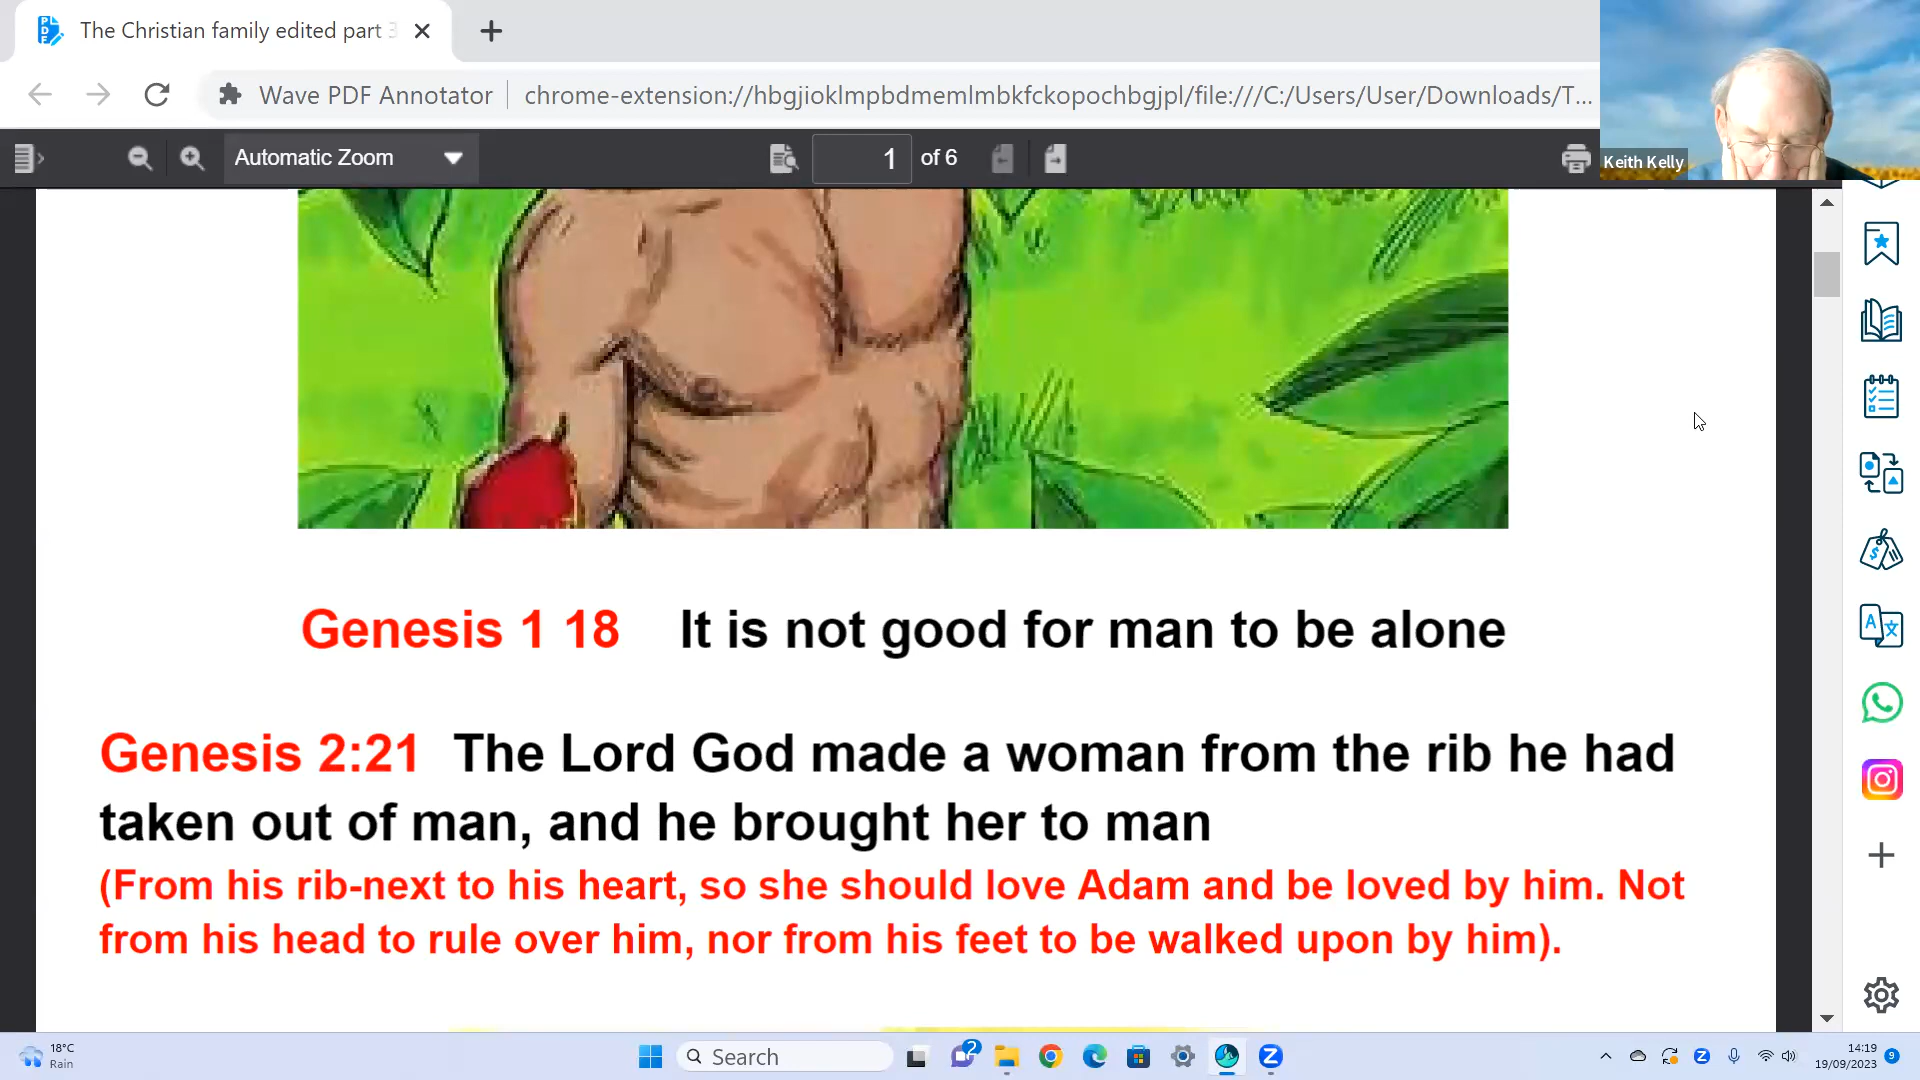 The Christian family edited part 3
Wave PDF Annotator
chrome-extension://hbgjioklmpbdmemlmbkfckopochbgjpl/file:///C:/Users/User/Downloads/T...
Automatic Zoom
1 of 6
Keith Kelly
Genesis 1 18 It is not good for man to be alone
Genesis 2:21 The Lord God made a woman from the rib he had
taken out of man, and he brought her to man
(From his rib-next to his heart, so she should love Adam and be loved by him. Not
from his head to rule over him, nor from his feet to be walked upon by him).
18°C
Rain
Search
2
14:19
19/09/2023
9